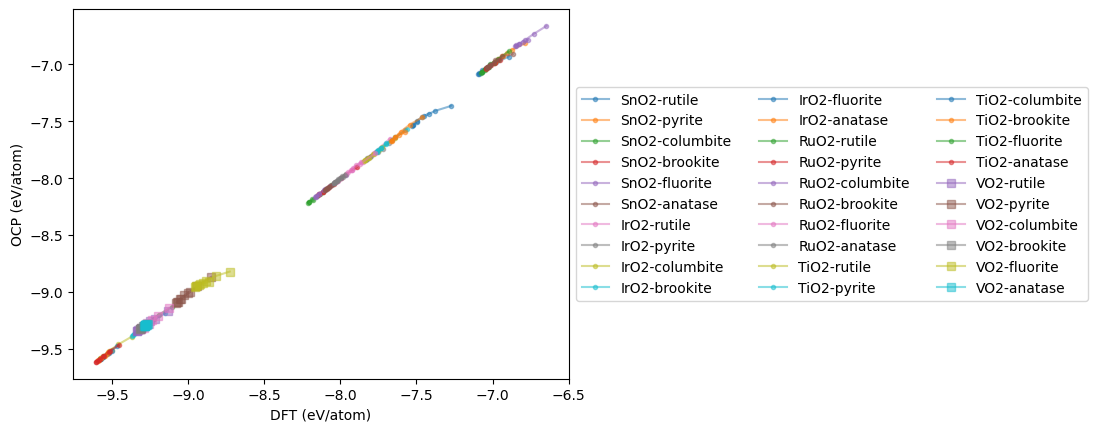 OCP (eV/atom)
−7.0
−7.5
−8.0
−8.5
−9.0
−9.5
−9.5
−9.0
−8.5
−8.0
−7.5
−7.0
−6.5
DFT (eV/atom)
SnO2-rutile
SnO2-pyrite
SnO2-columbite
SnO2-brookite
SnO2-fluorite
SnO2-anatase
IrO2-rutile
IrO2-pyrite
IrO2-columbite
IrO2-brookite
IrO2-fluorite
IrO2-anatase
RuO2-rutile
RuO2-pyrite
RuO2-columbite
RuO2-brookite
RuO2-fluorite
RuO2-anatase
TiO2-rutile
TiO2-pyrite
TiO2-columbite
TiO2-brookite
TiO2-fluorite
TiO2-anatase
VO2-rutile
VO2-pyrite
VO2-columbite
VO2-brookite
VO2-fluorite
VO2-anatase